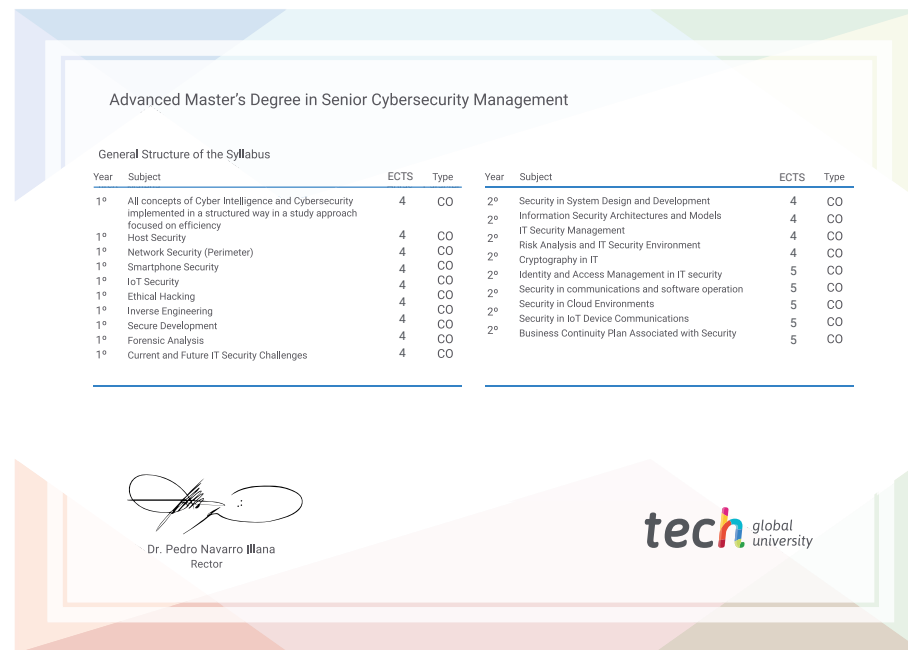 Advanced Master's Degree in Senior Cybersecurity Management
General Structure of the Syllabus
Year Subject ECTS Type
1º All concepts of Cyber Intelligence and Cybersecurity 4 CO
implemented in a structured way in a study approach
focused on efficiency
1º Host Security 4 CO
1º Network Security (Perimeter) 4 CO
1º Smartphone Security 4 CO
1º IoT Security 4 CO
1º Ethical Hacking 4 CO
1º Inverse Engineering 4 CO
1º Secure Development CO
1º Forensic Analysis 4 CO
1º Current and Future IT Security Challenges 4 CO
Year Subject ECTS Type
2º Security in System Design and Development 4 CO
2º Information Security Architectures and Models 4 CO
2º IT Security Management 4 CO
2º Risk Analysis and IT Security Environment 4 CO
Cryptography in IT
2º Identity and Access Management in IT security 5 CO
2º Security in communications and software operation 5 CO
2º Security in Cloud Environments 5 CO
Security in IoT Device Communications 5 CO
2º Business Continuity Plan Associated with Security 5 CO
Dr. Pedro Navarro Illana
Rector
tech global
university